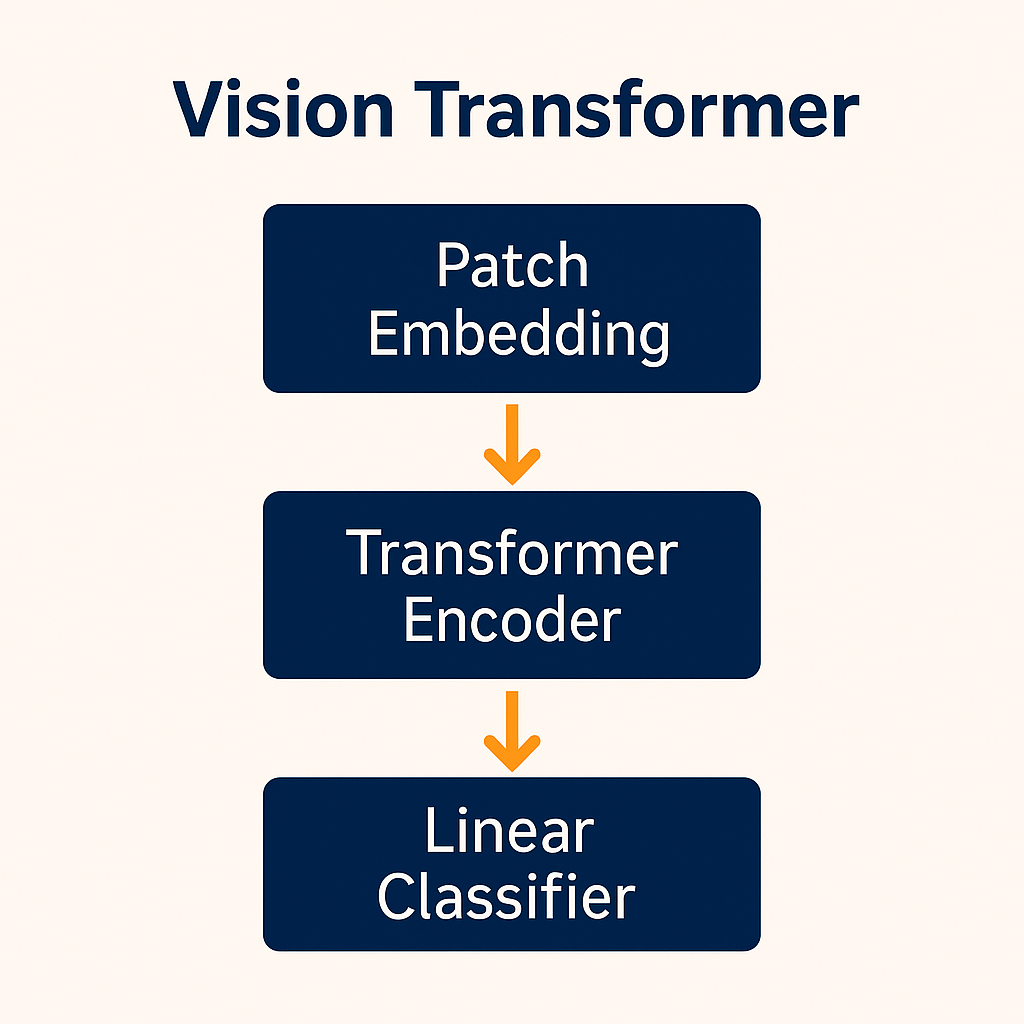 Vision Transformer
Patch
Embedding
Transformer
Encoder
Linear
Classifier